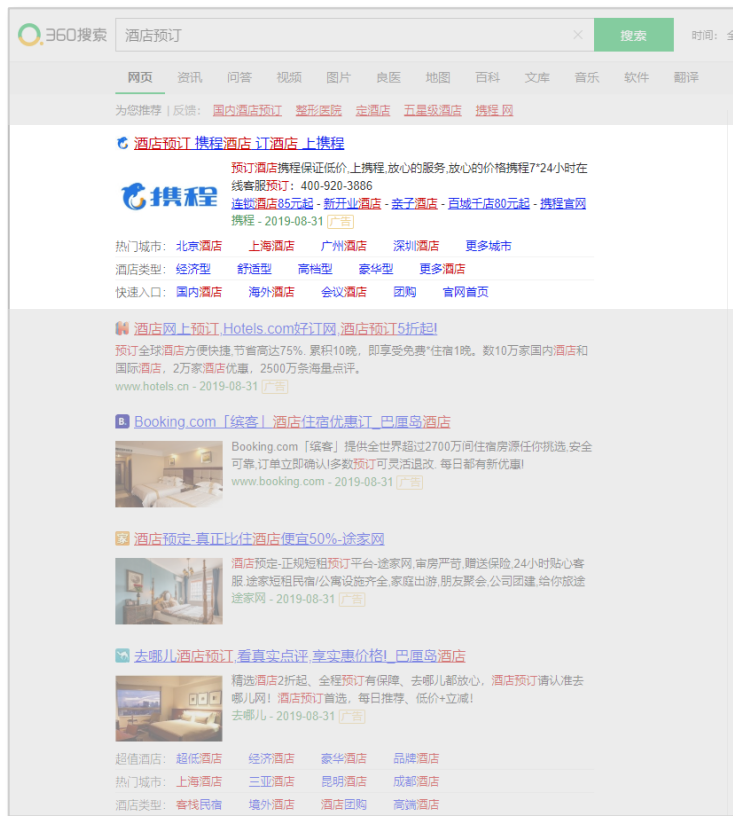 360搜索 酒店预订 × 搜索 时间：
网页 资讯 问答 视频 图片 良医 地图 百科 文库 音乐 软件 翻译
为您推荐 | 反馈： 国内酒店预订 整形医院 定酒店 五星级酒店 携程 网
酒店预订 携程酒店 订酒店 上携程
携程
预订酒店携程保证低价,上携程,放心的服务,放心的价格携程7*24小时在
线客服预订：400-920-3886
连锁酒店85元起 - 新开业酒店 - 亲子酒店 - 百城千店80元起 - 携程官网
携程 - 2019-08-31 广告
热门城市： 北京酒店 上海酒店 广州酒店 深圳酒店 更多城市
酒店类型： 经济型 舒适型 高档型 豪华型 更多酒店
快速入口： 国内酒店 海外酒店 会议酒店 团购 官网首页
酒店网上预订,Hotels.com好订网,酒店预订5折起!
预订全球酒店方便快捷,节省高达75%. 累积10晚，即享受免费*住宿1晚。数10万家国内酒店和
国际酒店，2万家酒店优惠，2500万条海量点评。
www.hotels.cn - 2019-08-31 广告
B. Booking.com「缤客」酒店住宿优惠订_巴厘岛酒店
Booking.com「缤客」提供全世界超过2700万间住宿房源任你挑选,安全
可靠,订单立即确认!多数预订可灵活退改. 每日都有新优惠!
www.booking.com - 2019-08-31 广告
家 酒店预定-真正比住酒店便宜50%-途家网
酒店预定-正规短租预订平台-途家网,审房严苛,赠送保险,24小时贴心客
服.途家短租民宿/公寓设施齐全,家庭出游,朋友聚会,公司团建,给你旅途
途家网 - 2019-08-31 广告
去哪儿酒店预订,看真实点评,享实惠价格!_巴厘岛酒店
精选酒店2折起、全程预订有保障、去哪儿都放心、酒店预订请认准去
哪儿网！酒店预订首选，每日推荐、低价+立减！
去哪儿 - 2019-08-31 广告
超值酒店： 超低酒店 经济酒店 豪华酒店 品牌酒店
热门城市： 上海酒店 三亚酒店 昆明酒店 成都酒店
酒店类型： 客栈民宿 境外酒店 酒店团购 高端酒店